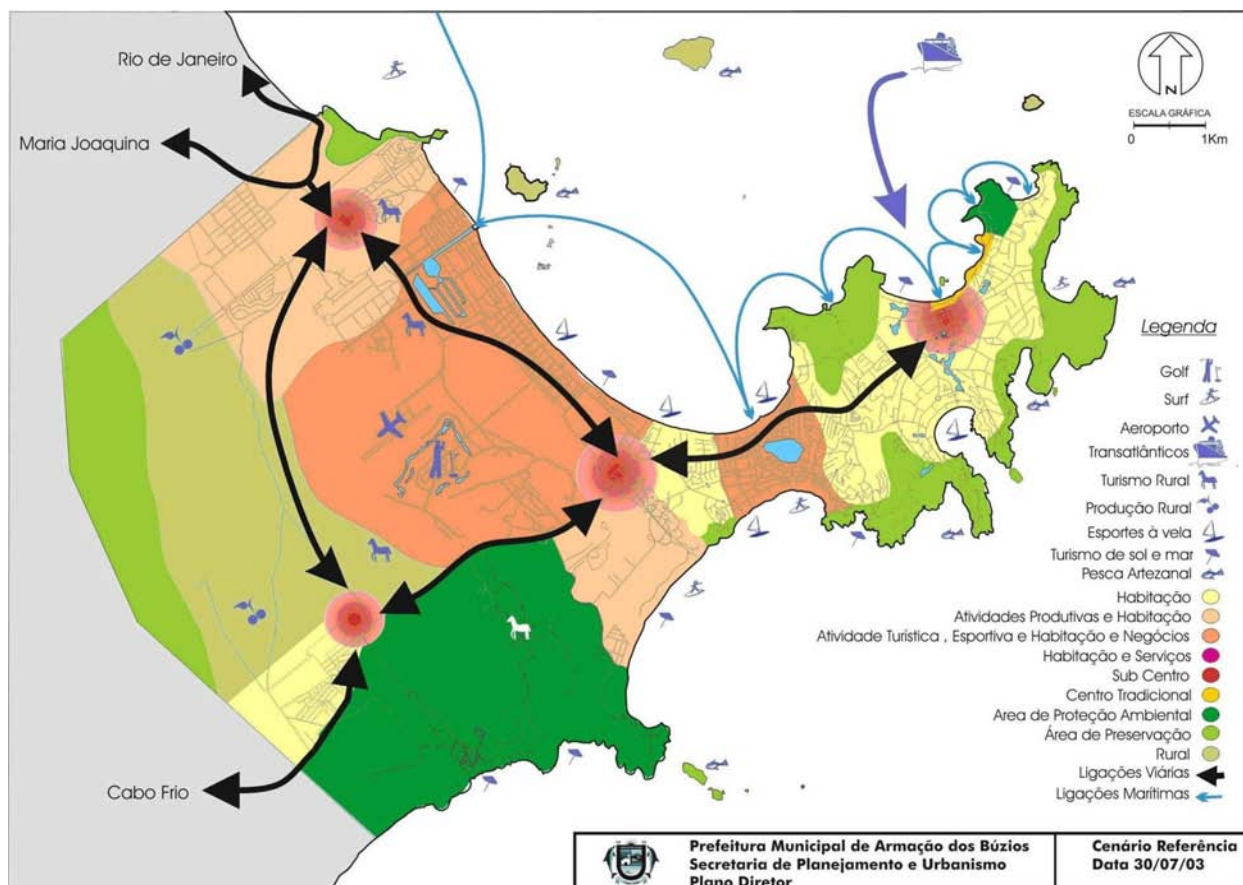 Rio de Janeiro
Maria Joaquina
Cabo Frio
N
ESCALA GRÁFICA
0 1Km
Legenda
Golf
Surf
Aeroporto
Transatlânticos
Turismo Rural
Produção Rural
Esportes à vela
Turismo de sol e mar
Pesca Artezanal
Habitação
Atividades Produtivas e Habitação
Atividade Turística , Esportiva e Habitação e Negócios
Habitação e Serviços
Sub Centro
Centro Tradicional
Area de Proteção Ambiental
Área de Preservação
Rural
Ligações Viárias
Ligações Marítimas
Prefeitura Municipal de Armação dos Búzios
Secretaria de Planejamento e Urbanismo
Plano Diretor
Cenário Referência
Data 30/07/03